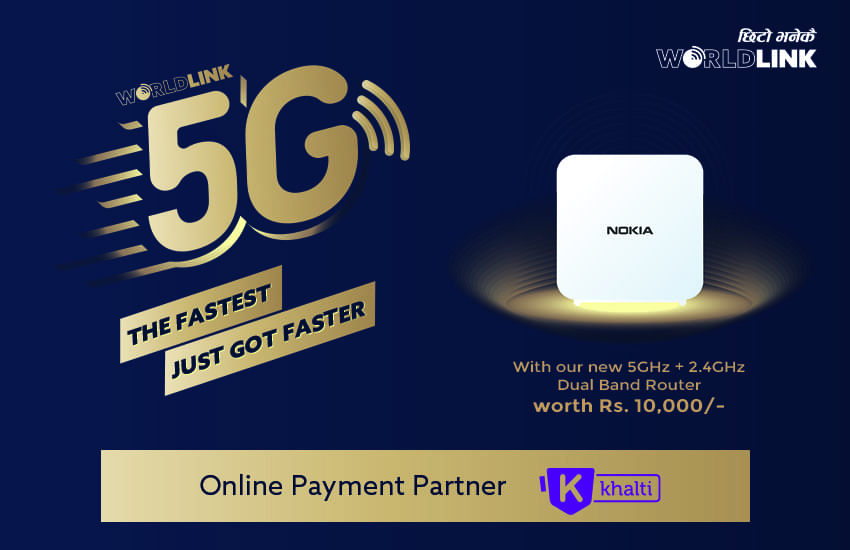 छिटो भनेकै
WORLDLINK
WORLDLINK
5G
THE FASTEST
JUST GOT FASTER
NOKIA
With our new 5GHz + 2.4GHz
Dual Band Router
worth Rs. 10,000/-
Online Payment Partner
K khalti